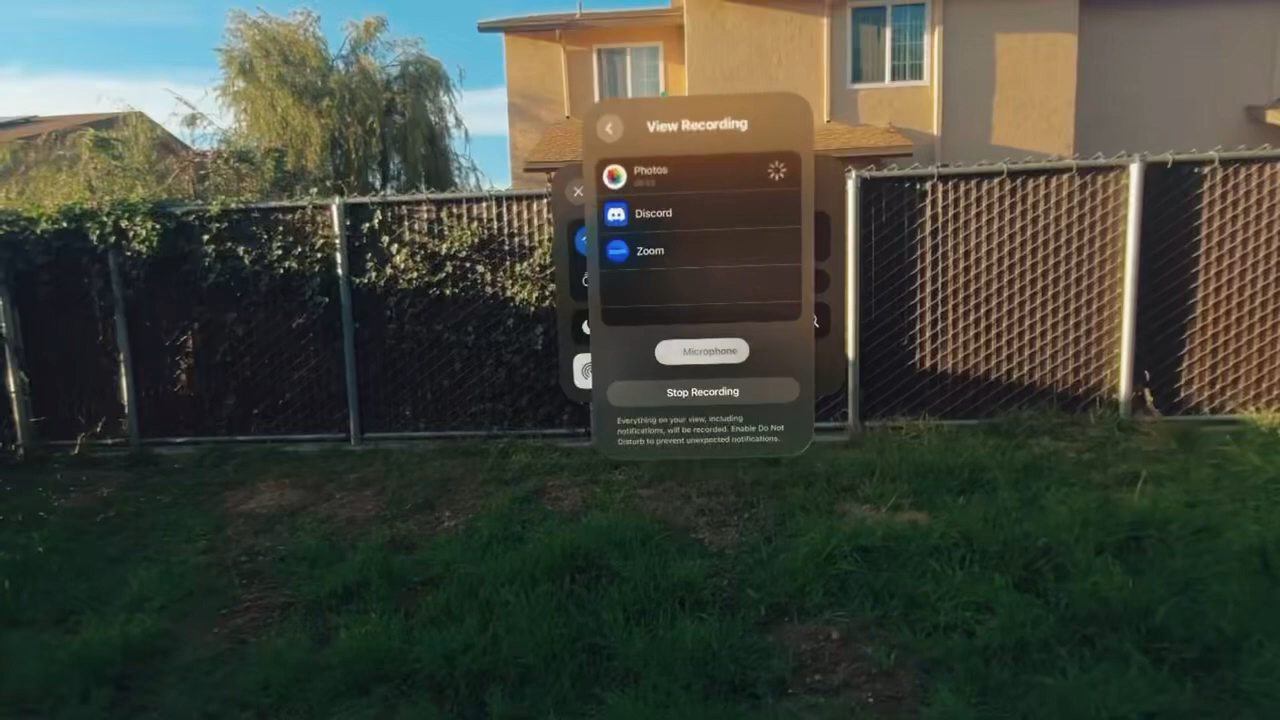 View Recording
Photos
Discord
Zoom
Microphone
Stop Recording
Everything on your view, including
notifications, will be recorded. Enable Do Not
Disturb to prevent unexpected notifications.